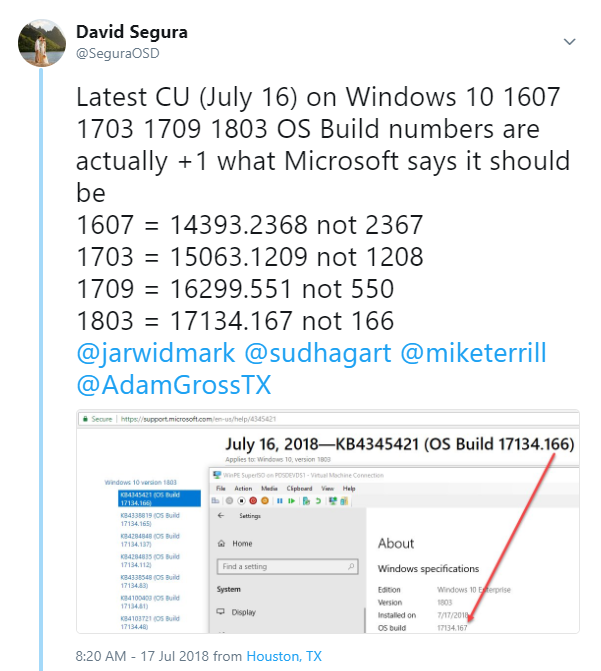 David Segura
@SeguraOSD
Latest CU (July 16) on Windows 10 1607
1703 1709 1803 OS Build numbers are
actually +1 what Microsoft says it should
be
1607 = 14393.2368 not 2367
1703 = 15063.1209 not 1208
1709 = 16299.551 not 550
1803 = 17134.167 not 166
@jarwidmark @sudhagart @miketerrill
@AdamGrossTX
Secure | https://support.microsoft.com/en-us/help/4345421
July 16, 2018—KB4345421 (OS Build 17134.166)
Applies to: Windows 10, version 1803
Windows 10 version 1803
KB4345421 (OS Build
17134.166)
KB4338819 (OS Build
17134.165)
KB4284848 (OS Build
17134.137)
KB4284835 (OS Build
17134.112)
KB4338548 (OS Build
17134.83)
KB4100403 (OS Build
17134.81)
KB4103721 (OS Build
17134.48)
WinPE SuperISO on PDSDEVDS1 - Virtual Machine Connection
File Action Media Clipboard View Help
Settings
Home
Find a setting
System
Display
About
Windows specifications
Edition Windows 10 Enterprise
Version 1803
Installed on 7/17/2018
OS build 17134.167
8:20 AM - 17 Jul 2018 from Houston, TX